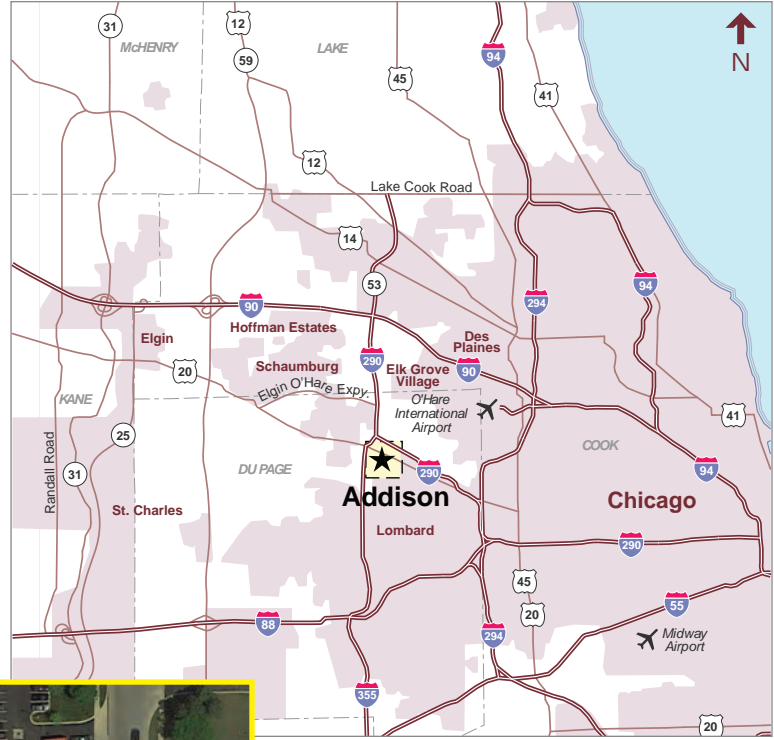 31
12
McHENRY
LAKE
59
45
94
41
N
12
Lake Cook Road
14
53
94
294
90
Hoffman Estates
Elgin
290
Des
Plaines
Schaumburg
Elk Grove
Village
90
20
Elgin O'Hare Expy.
O'Hare
International
Airport
KANE
41
25
COOK
Randall Road
31
DU PAGE
290
94
Addison
Chicago
St. Charles
Lombard
290
45
20
55
88
294
Midway
Airport
355
20